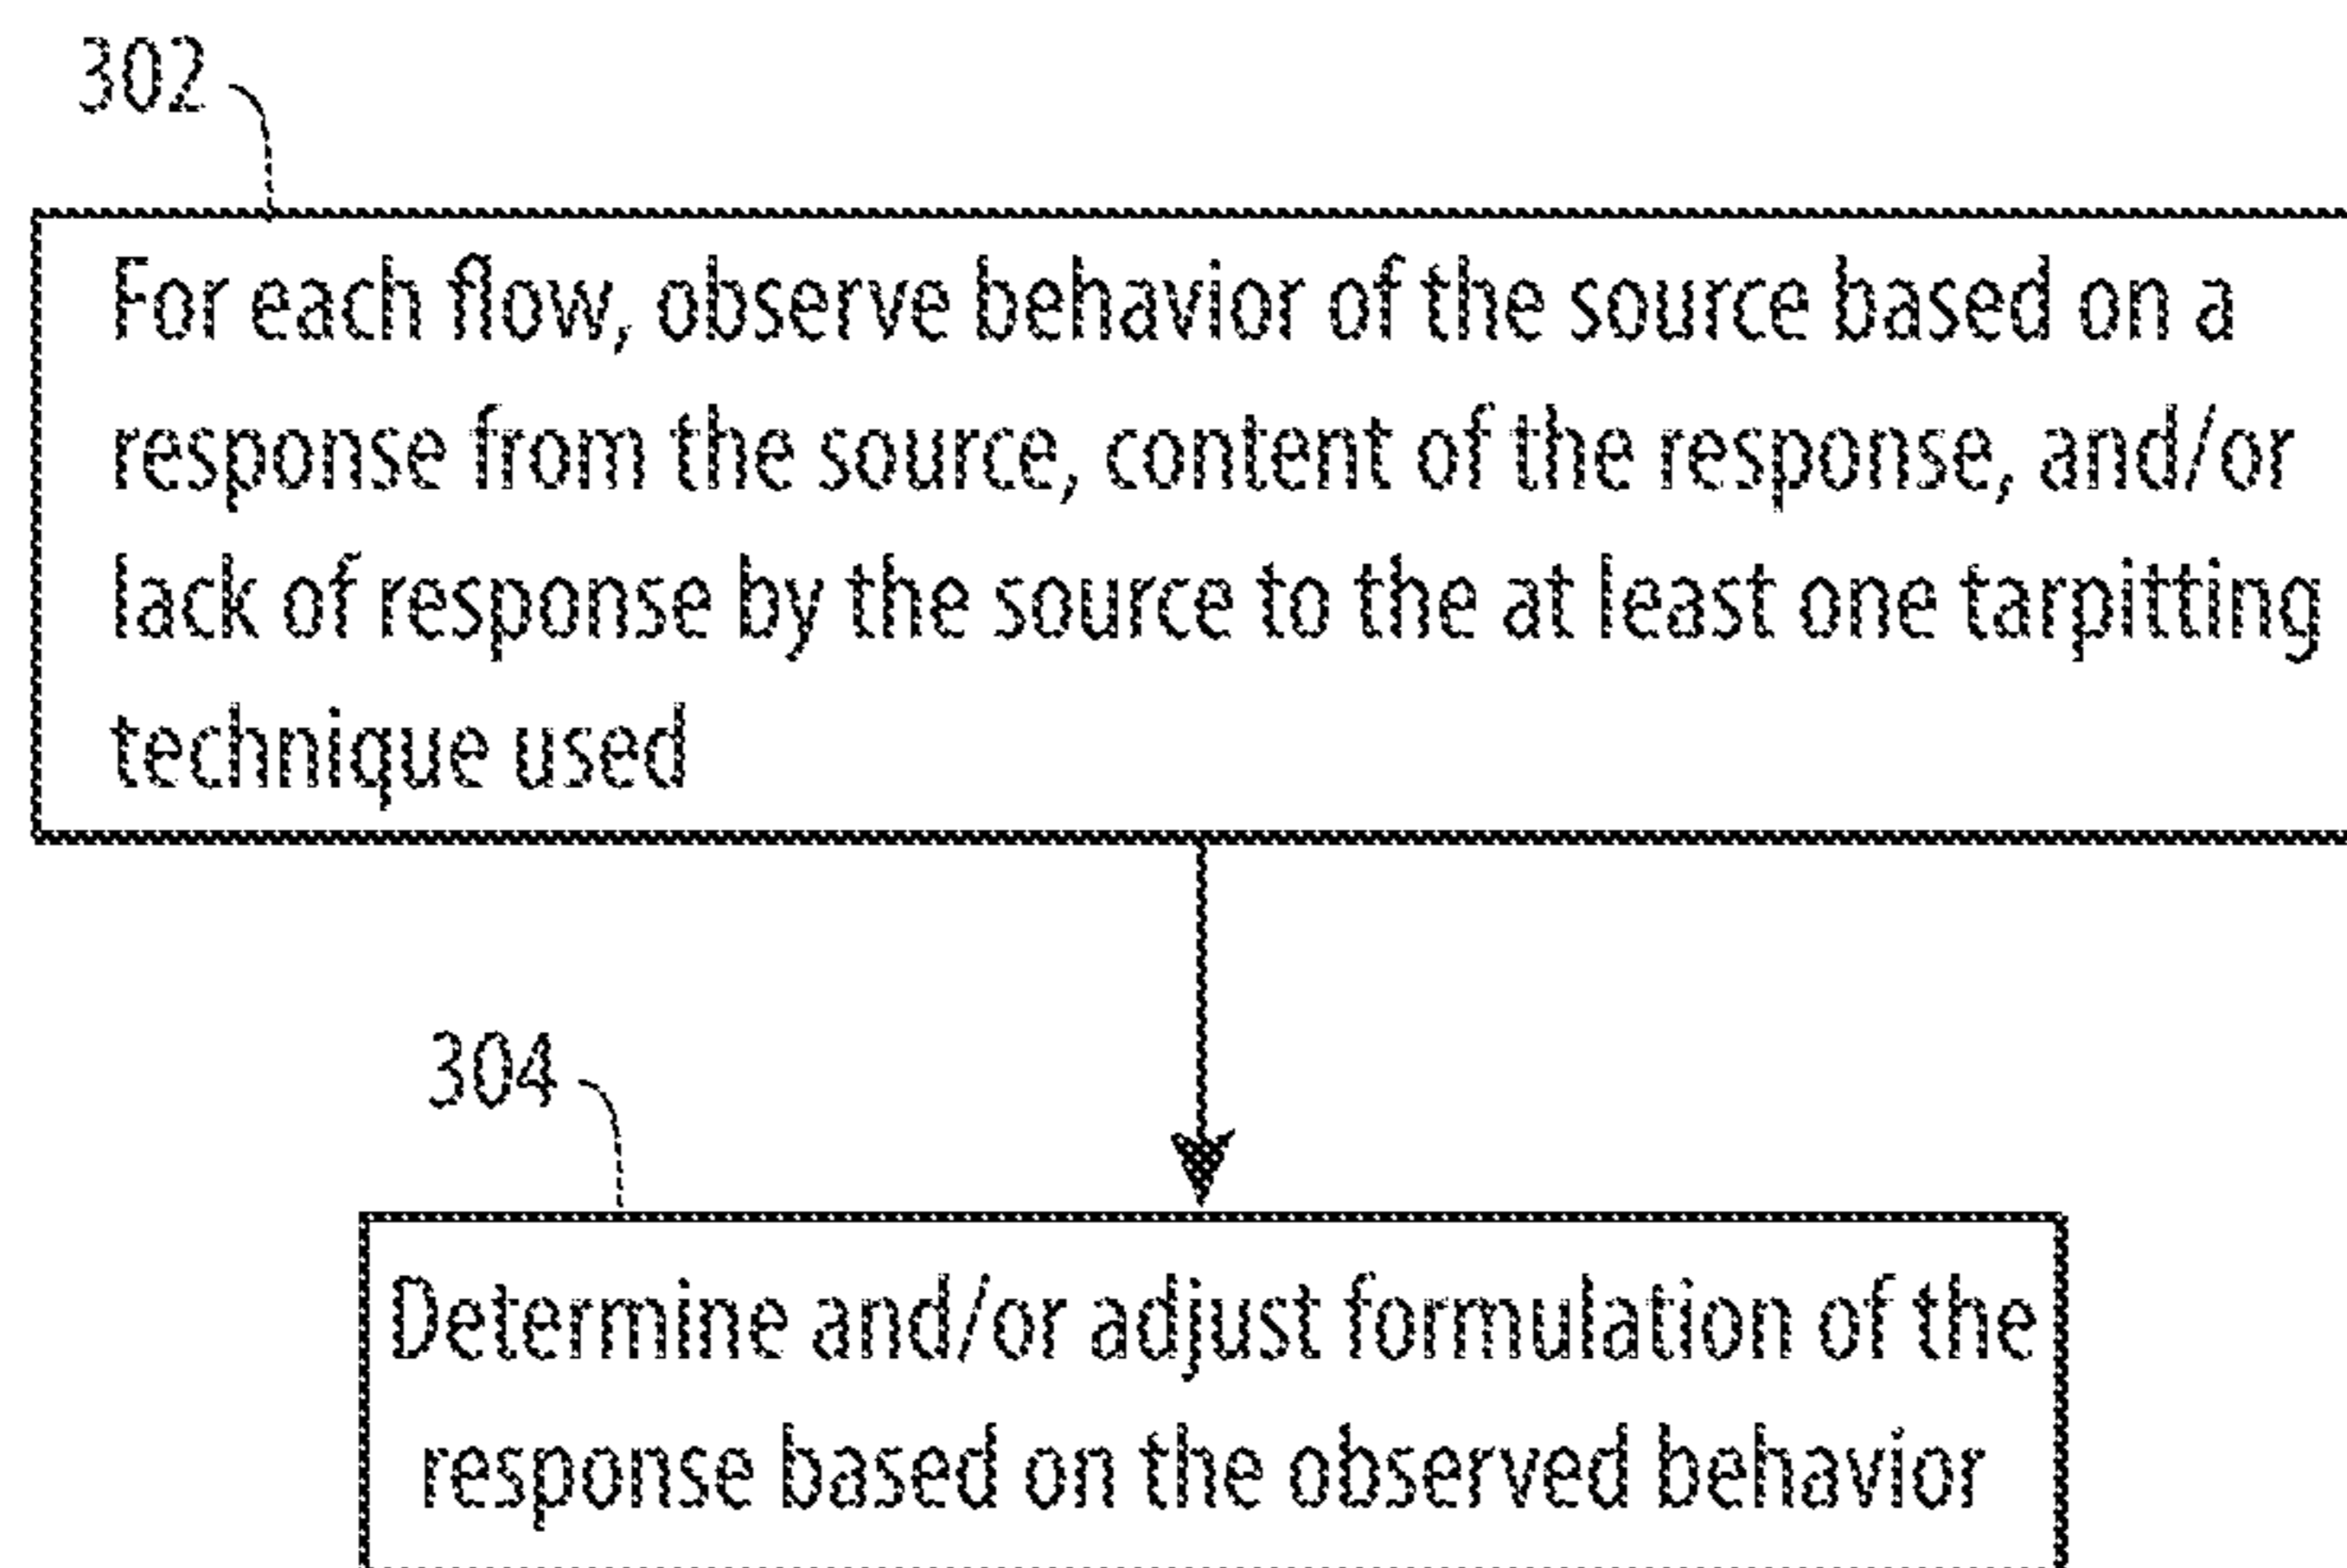 302
For each flow, observe behavior of the source based on a
response from the source, content of the response, and/or
lack of response by the source to the at least one tarpitting
technique used
304
Determine and/or adjust formulation of the
response based on the observed behavior